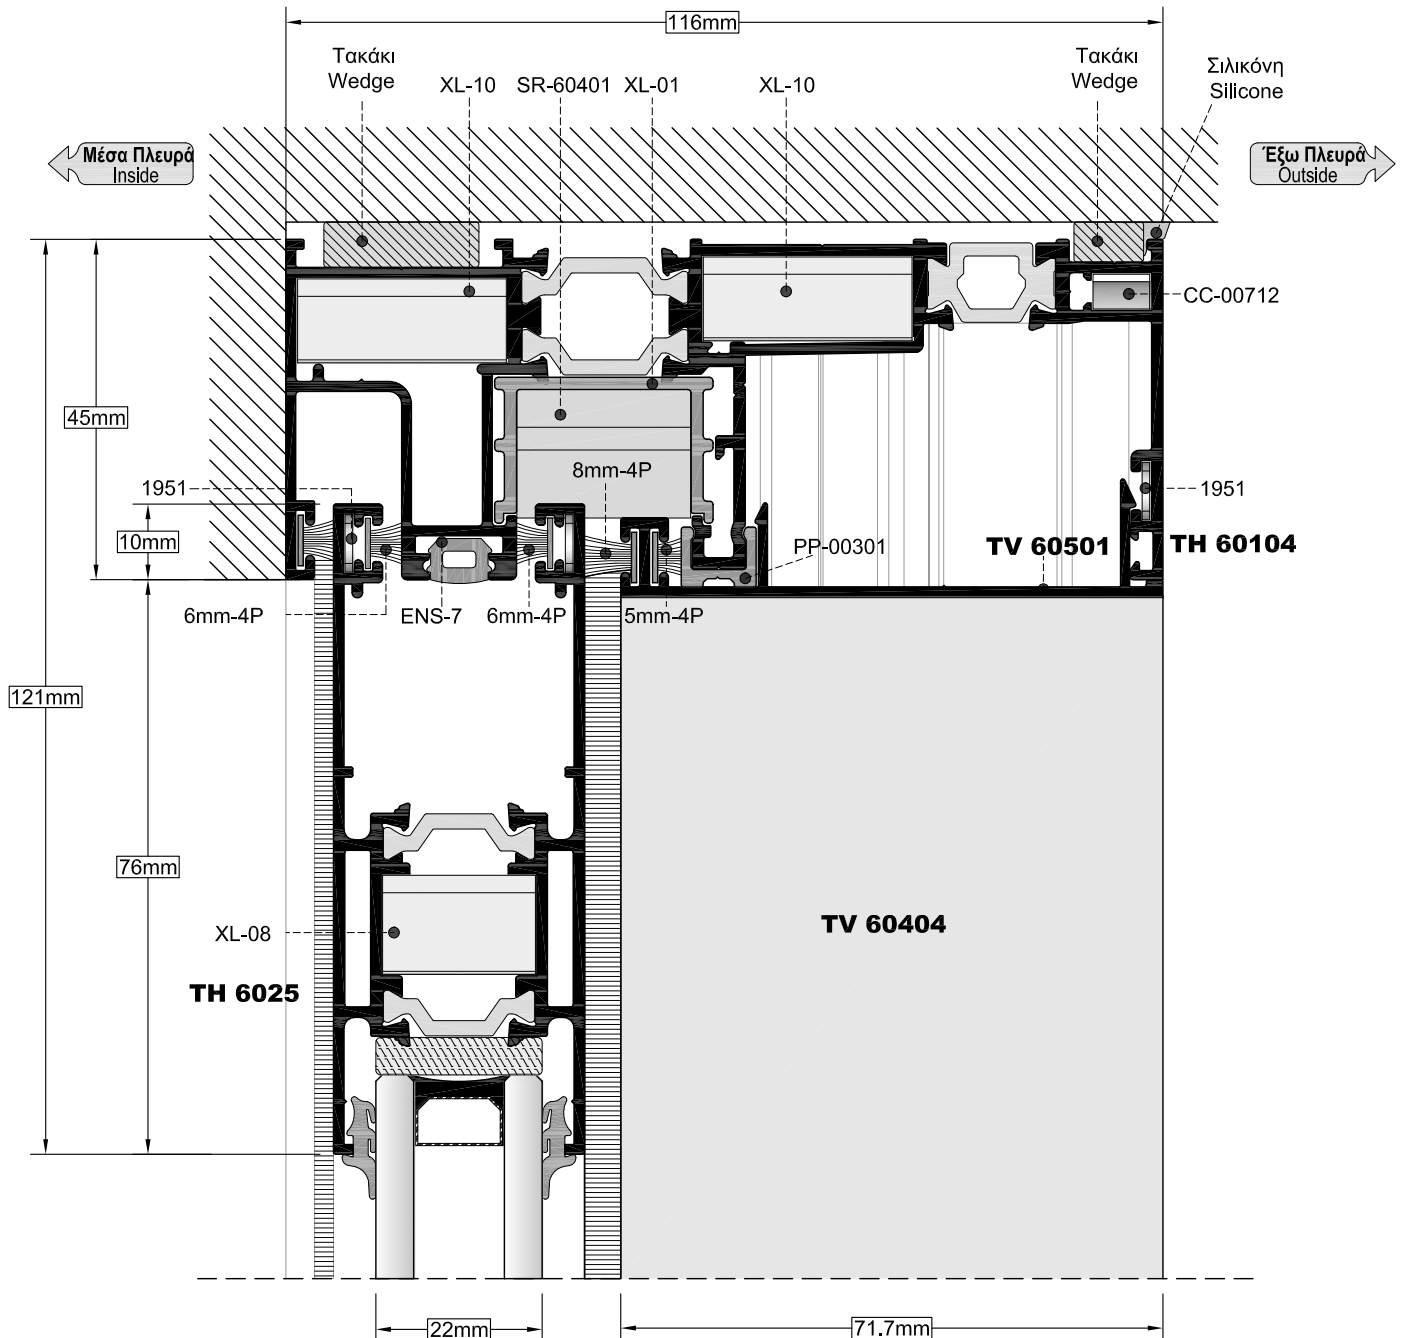 116mm
Τακάκι
Wedge
XL-10
SR-60401
XL-01
XL-10
Τακάκι
Wedge
Σιλικόνη
Silicone
Μέσα Πλευρά
Inside
Έξω Πλευρά
Outside
CC-00712
45mm
8mm-4P
1951
1951
10mm
PP-00301
TV 60501
TH 60104
6mm-4P
ENS-7
6mm-4P
5mm-4P
121mm
76mm
XL-08
TV 60404
TH 6025
22mm
71.7mm